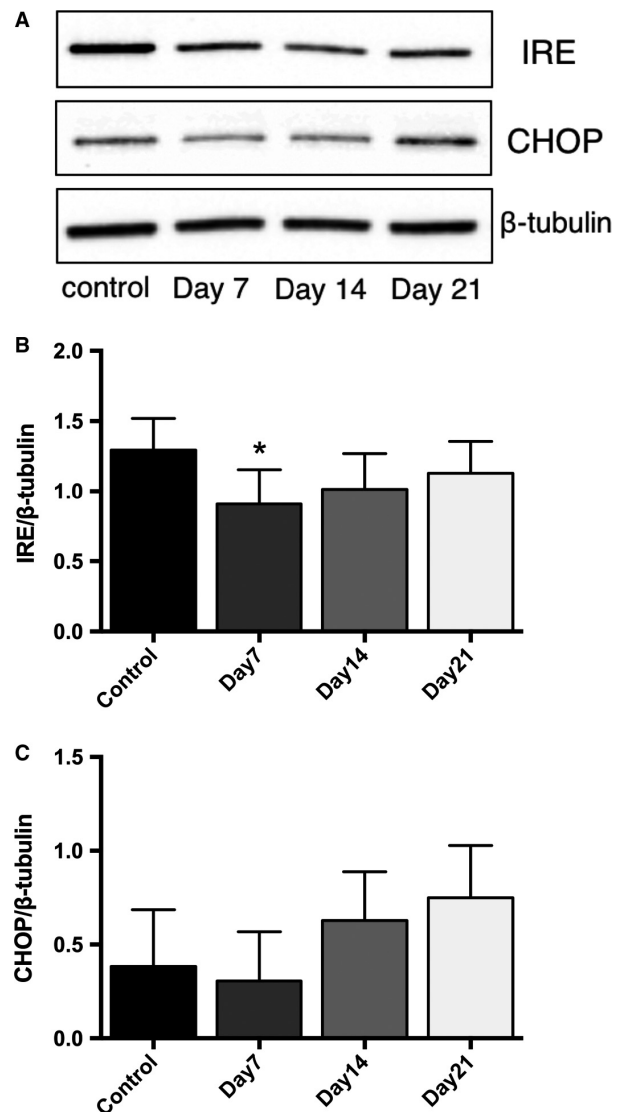 A
IRE
CHOP
β-tubulin
control Day 7 Day 14 Day 21
B
IRE/β-tubulin
2.0
1.5
*
1.0
0.5
0.0
Control Day7 Day14 Day21
C
CHOP/β-tubulin
1.5
1.0
0.5
0.0
Control Day7 Day14 Day21